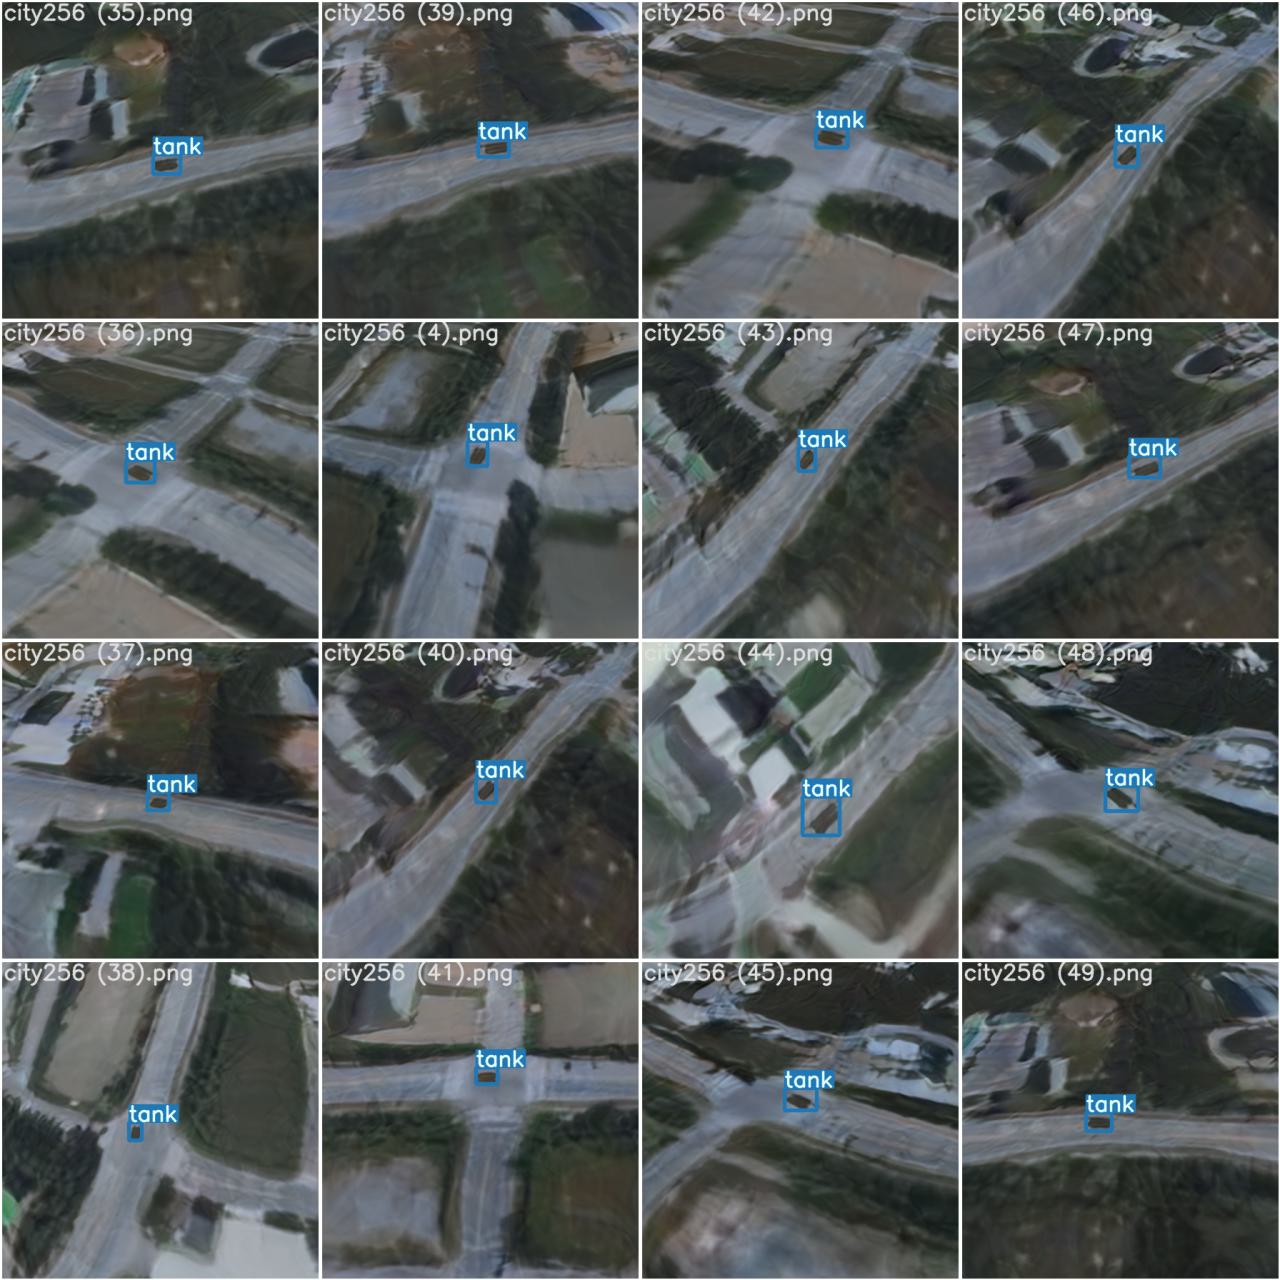 city256 (35).png
city256 (39).png
city256 (42).png
city256 (46).png
tank
tank
tank
tank
city256 (36).png
city256 (4).png
city256 (43).png
city256 (47).png
tank
tank
tank
tank
city256 (37).png
city256 (40).png
city256 (44).png
city256 (48).png
tank
tank
tank
tank
city256 (38).png
city256 (41).png
city256 (45).png
city256 (49).png
tank
tank
tank
tank